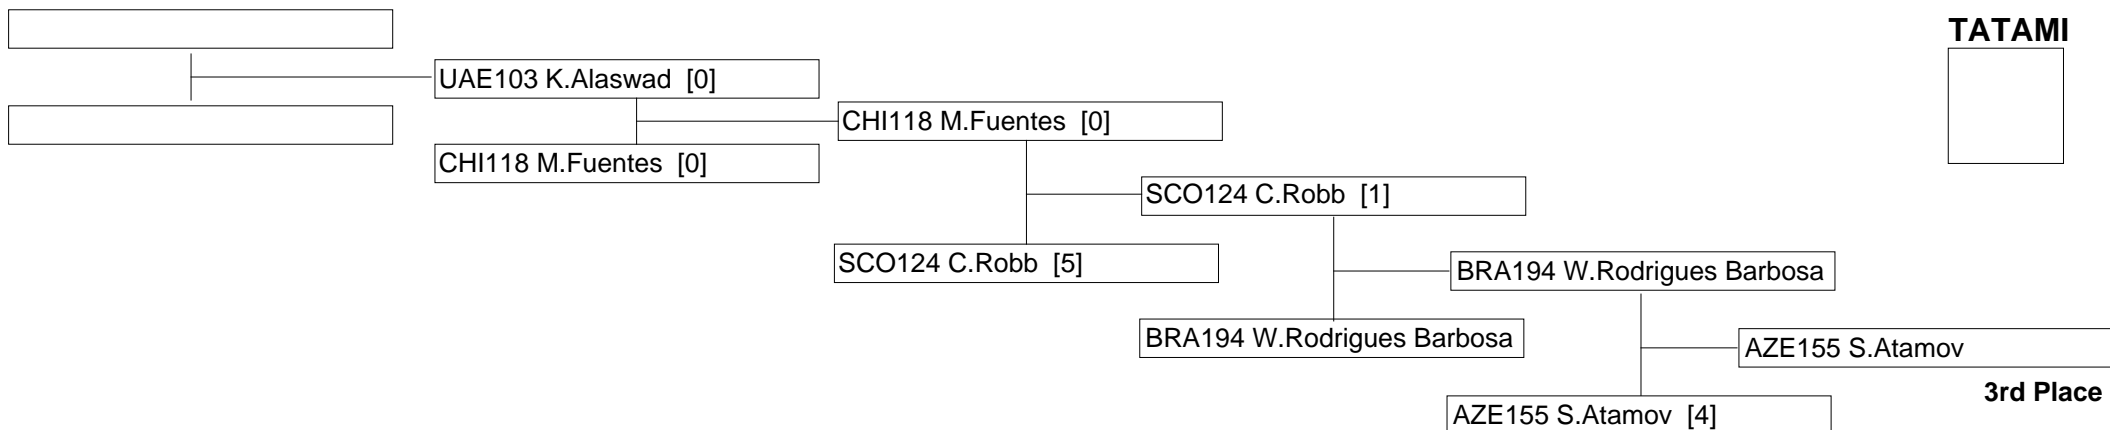 TATAMI
UAE103 K.Alaswad [0]
CHI118 M.Fuentes [0]
CHI118 M.Fuentes [0]
SCO124 C.Robb [1]
SCO124 C.Robb [5]
BRA194 W.Rodrigues Barbosa
BRA194 W.Rodrigues Barbosa
AZE155 S.Atamov
3rd Place
AZE155 S.Atamov [4]